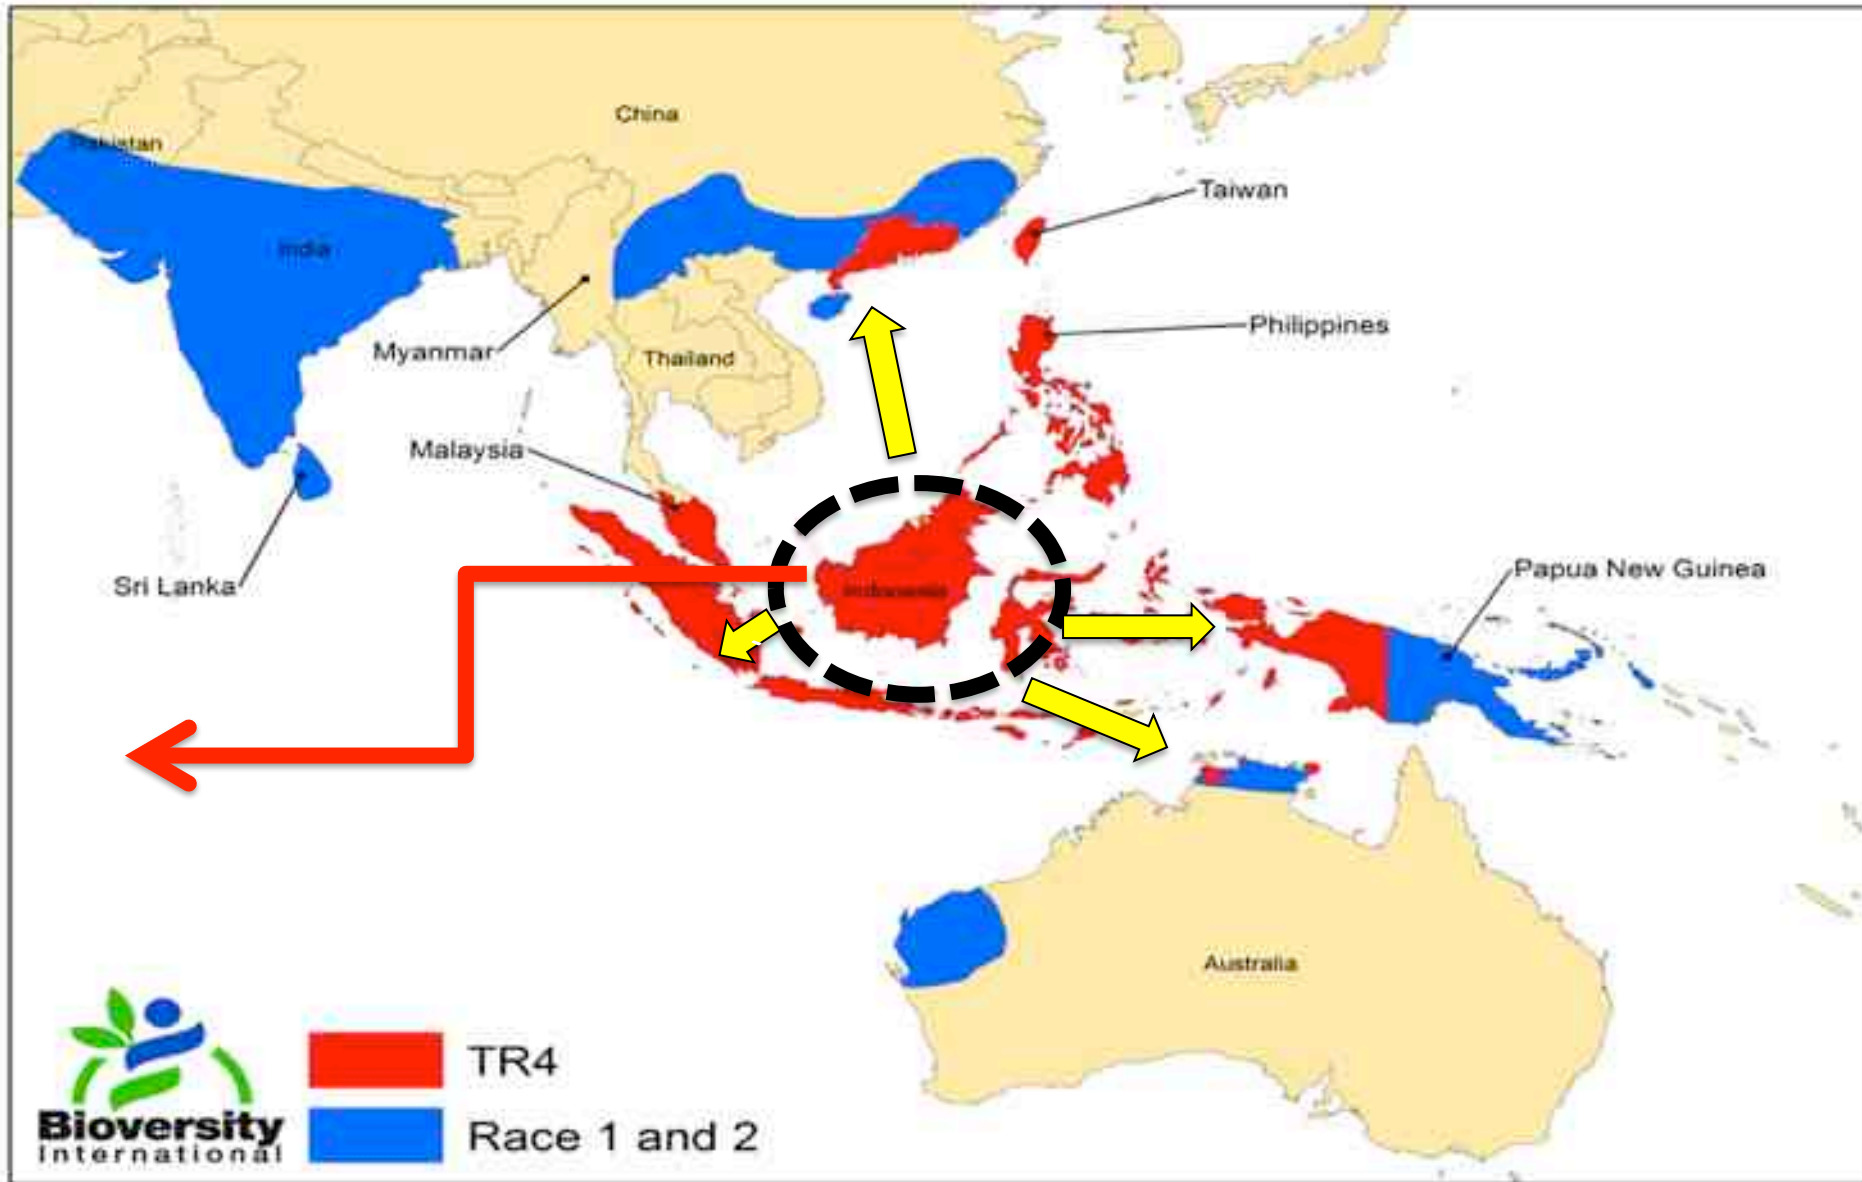 China
Pakistan
Taiwan
India
Philippines
Myanmar
Thailand
Malaysia
Papua New Guinea
Sri Lanka
Indonesia
Australia
TR4
Bioversity
International
Race 1 and 2